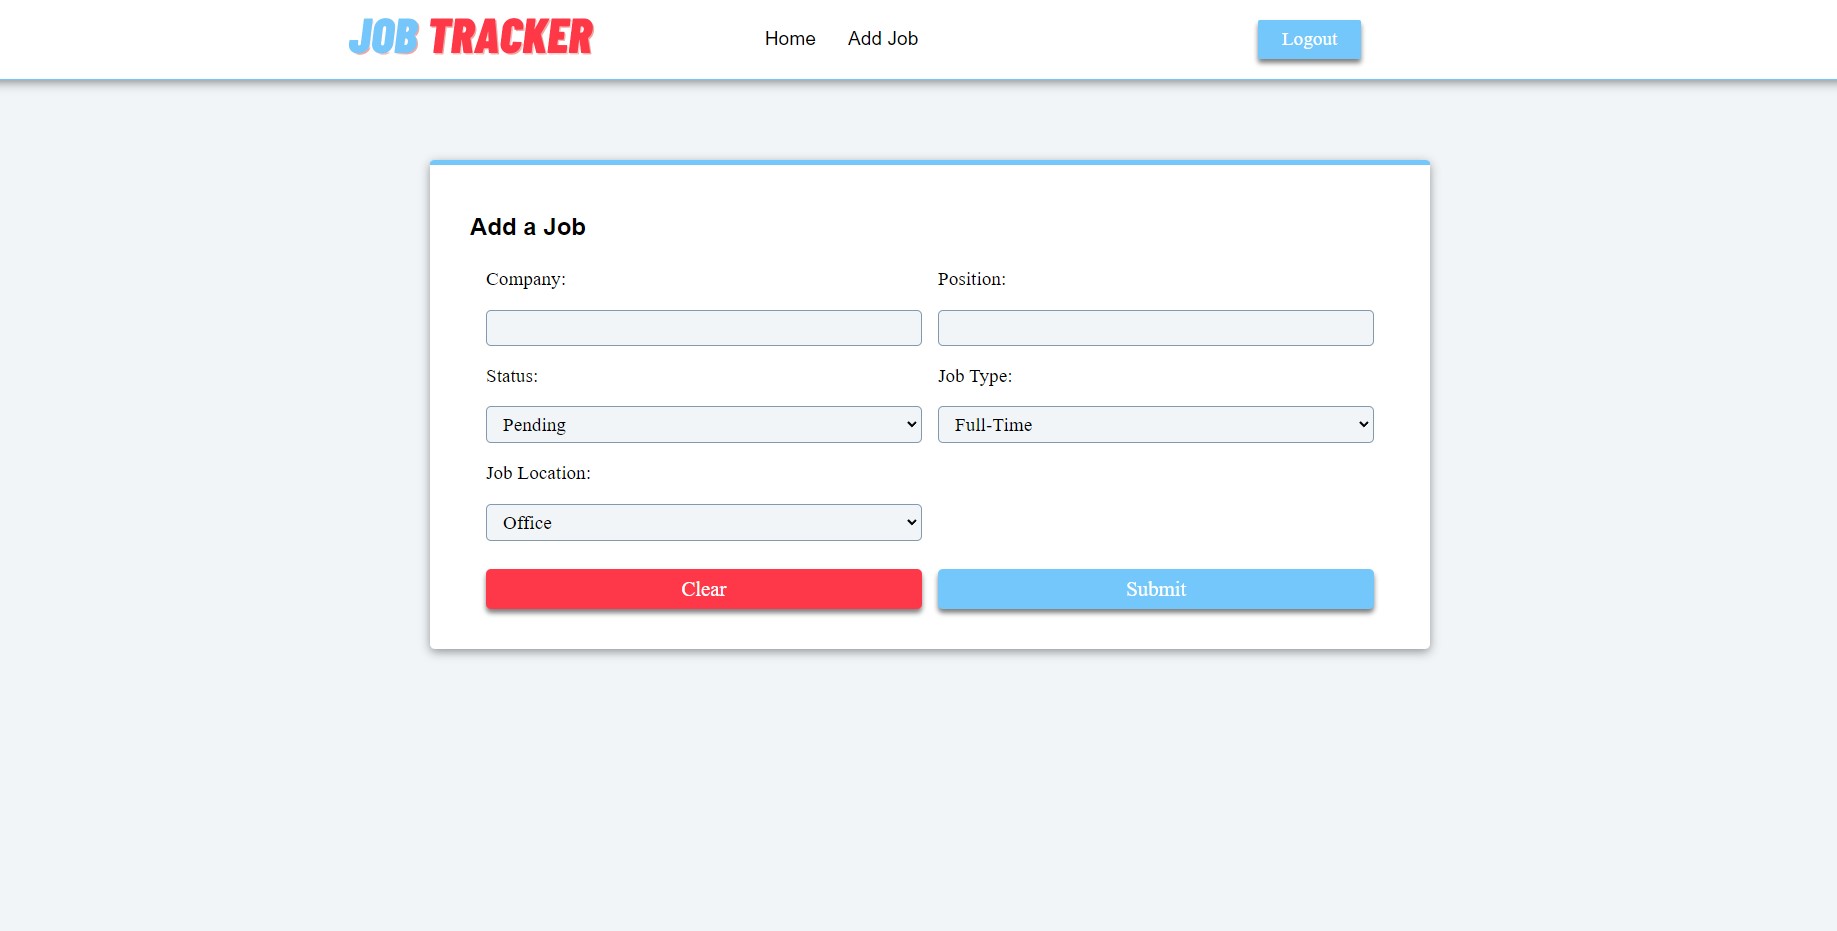 JOB TRACKER
Home
Add Job
Logout
Add a Job
Company:
Position:
Status:
Job Type:
Pending
Full-Time
Job Location:
Office
Clear
Submit